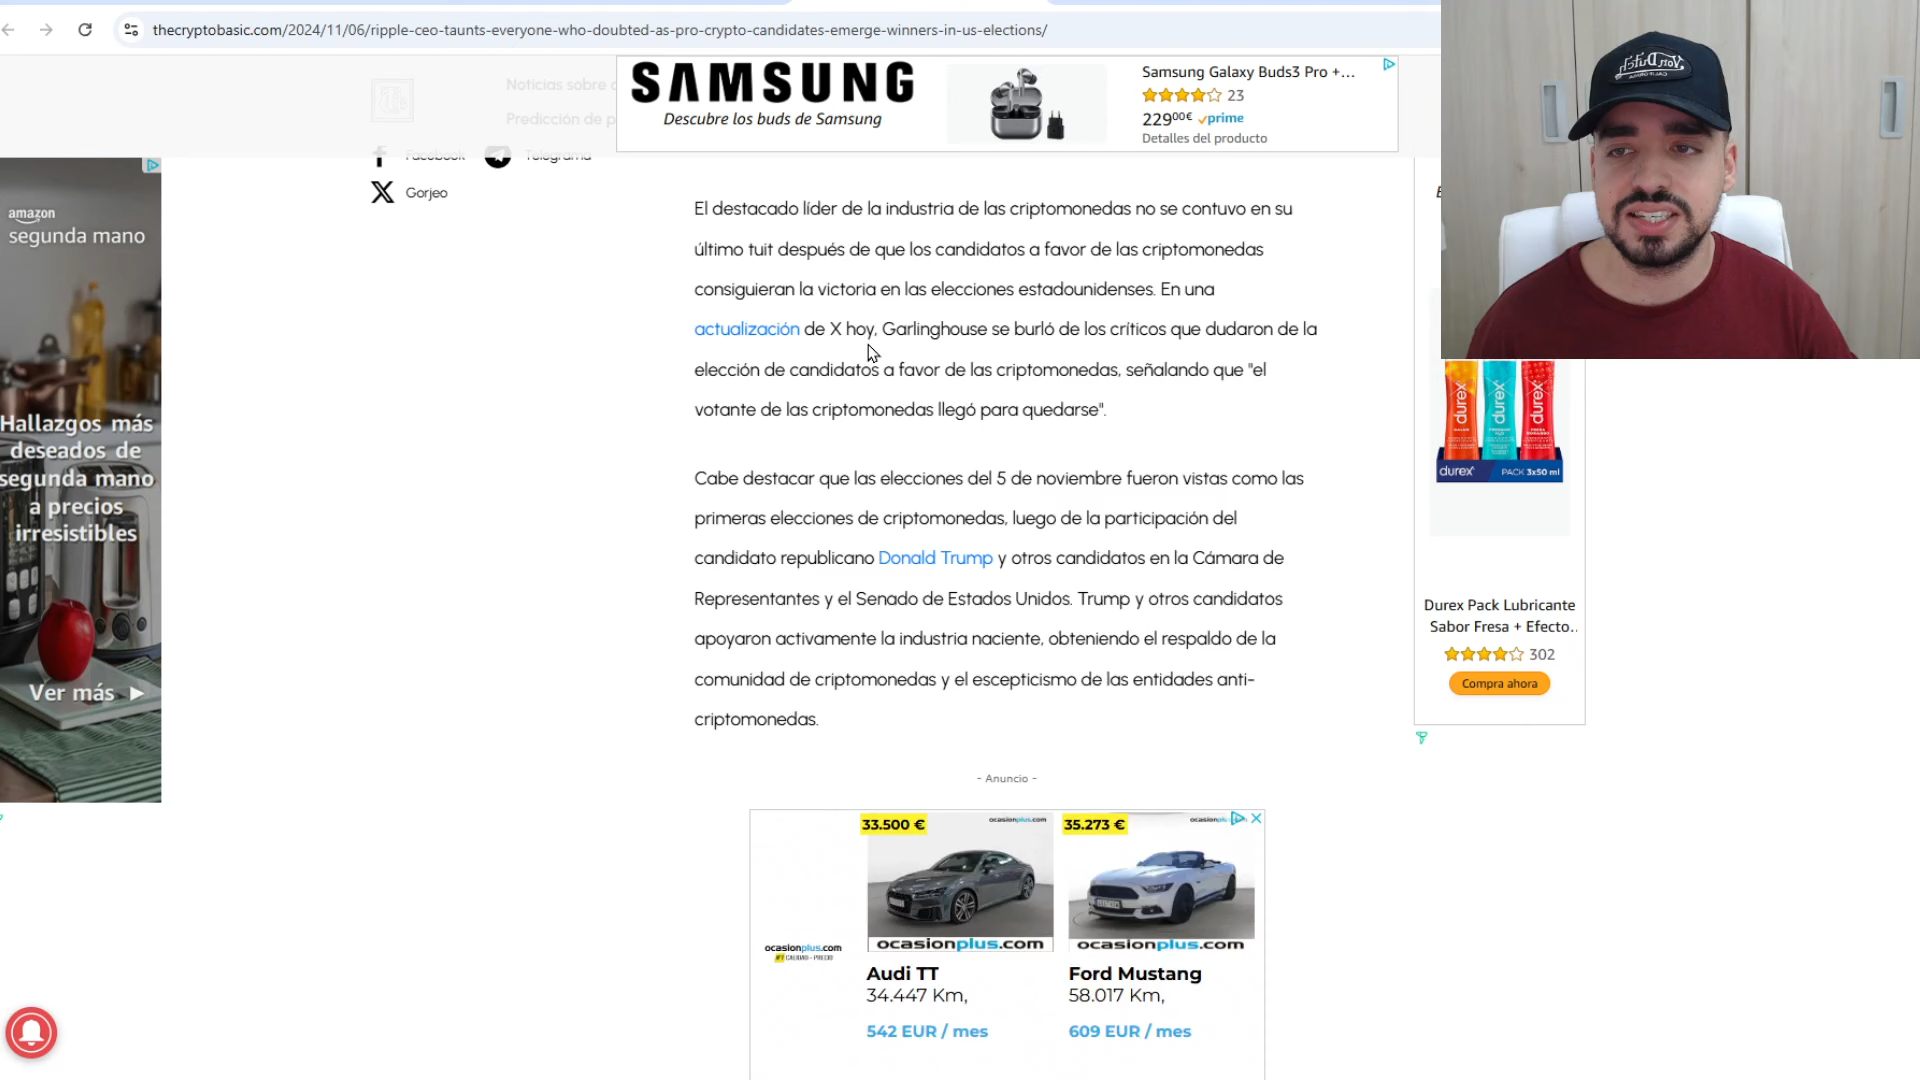 thecryptobasic.com/2024/11/06/ripple-ceo-taunts-everyone-who-doubted-as-pro-crypto-candidates-emerge-winners-in-us-elections/
Noticias sobre c
Predicción de p
Facebook
Telegrama
Gorjeo
SAMSUNG
Descubre los buds de Samsung
Samsung Galaxy Buds3 Pro +...
23
22900€ prime
Detalles del producto
Von Dutch
amazon
segunda mano
Hallazgos más
deseados de
segunda mano
a precios
irresistibles
Ver más
El destacado líder de la industria de las criptomonedas no se contuvo en su
último tuit después de que los candidatos a favor de las criptomonedas
consiguieran la victoria en las elecciones estadounidenses. En una
actualización de X hoy, Garlinghouse se burló de los críticos que dudaron de la
elección de candidatos a favor de las criptomonedas, señalando que "el
votante de las criptomonedas llegó para quedarse".
Cabe destacar que las elecciones del 5 de noviembre fueron vistas como las
primeras elecciones de criptomonedas, luego de la participación del
candidato republicano Donald Trump y otros candidatos en la Cámara de
Representantes y el Senado de Estados Unidos. Trump y otros candidatos
apoyaron activamente la industria naciente, obteniendo el respaldo de la
comunidad de criptomonedas y el escepticismo de las entidades anti-
criptomonedas.
- Anuncio -
durex durex durex
durex PACK 3x50 ml
Durex Pack Lubricante
Sabor Fresa + Efecto..
302
Compra ahora
ocasionplus.com
CALIDAD - PRECIO
33.500 €
ocasionplus.com
ocasionplus.com
Audi TT
34.447 Km,
542 EUR / mes
35.273 €
ocasionpl
ocasionplus.com
Ford Mustang
58.017 Km,
609 EUR / mes